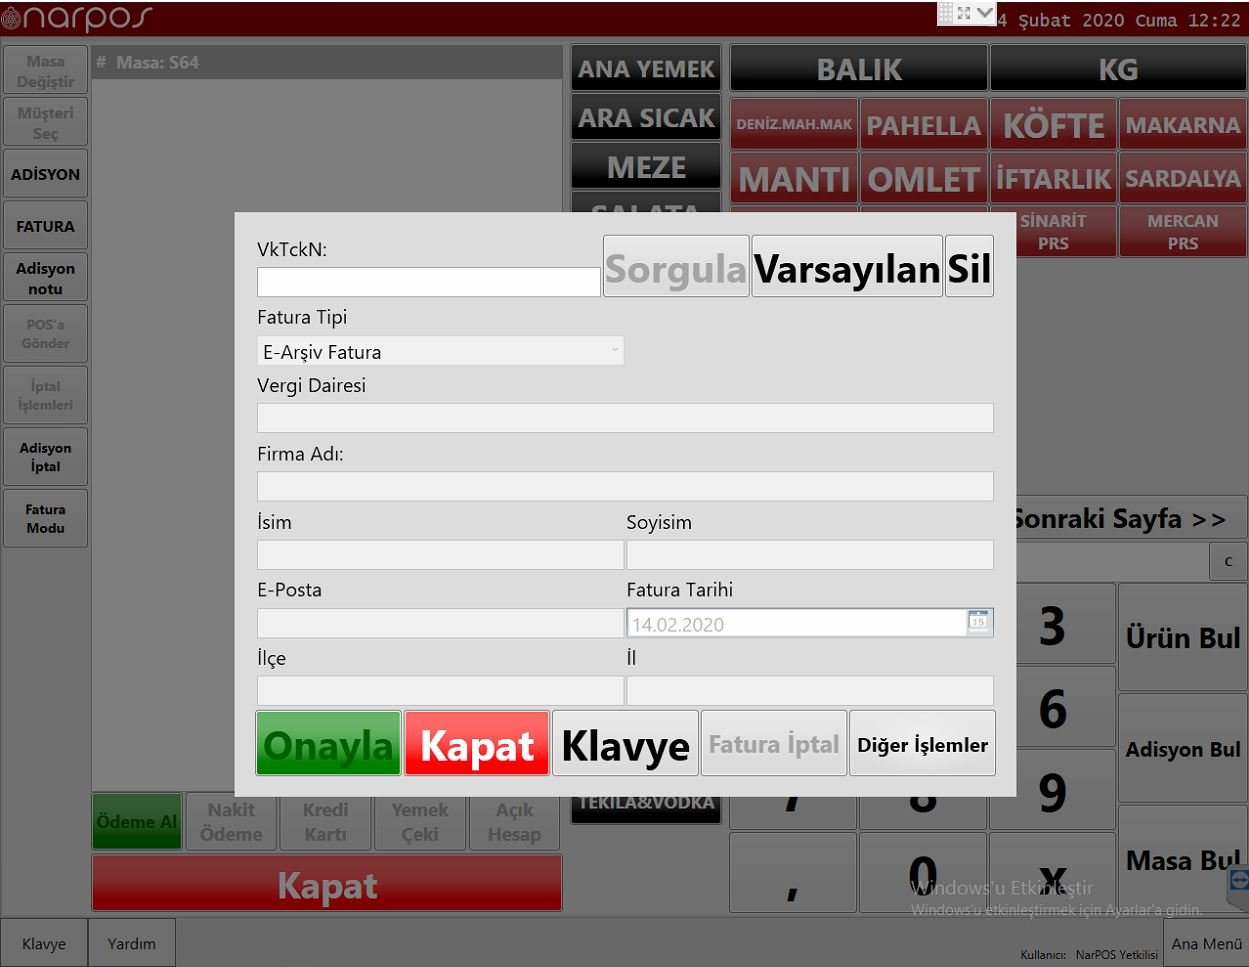 narpos
4 Şubat 2020 Cuma 12:22
Masa
Değiştir
Müşteri
Seç
ADİSYON
FATURA
Adisyon
notu
POS'a
Gönder
İptal
İşlemleri
Adisyon
İptal
Fatura
Modu
# Masa: S64
ANA YEMEK
ARA SICAK
MEZE
SALATA
TEKİLA&VODKA
BALIK
KG
DENİZ.MAH.MAK
PAHELLA
KÖFTE
MAKARNA
MANTI
OMLET
İFTARLIK
SARDALYA
SİNARİT
PRS
MERCAN
PRS
VkTckN:
Sorgula
Varsayılan
Sil
Fatura Tipi
E-Arşiv Fatura
Vergi Dairesi
Firma Adı:
İsim
Soyisim
E-Posta
Fatura Tarihi
14.02.2020
15
İlçe
İl
Onayla
Kapat
Klavye
Fatura İptal
Diğer İşlemler
Sonraki Sayfa >>
C
3
Ürün Bul
6
Adisyon Bul
7
8
9
Masa Bul
,
0
x
Ödeme Al
Nakit
Ödeme
Kredi
Kartı
Yemek
Çeki
Açık
Hesap
Kapat
Windows'u Etkinleştir
Windows'u etkinleştirmek için Ayarlar'a gidin.
Klavye
Yardım
Kullanıcı: NarPOS Yetkilisi
Ana Menü